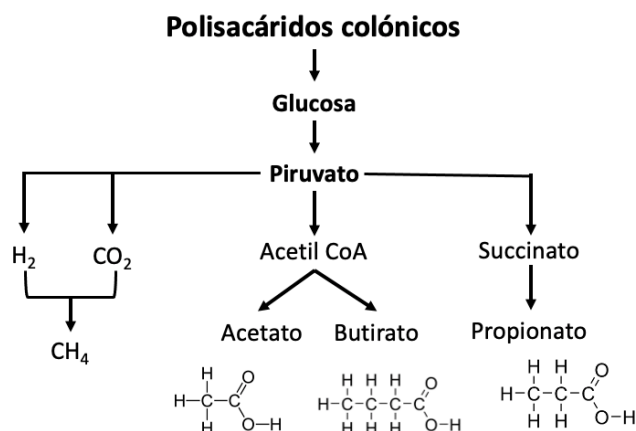 Polisacáridos colónicos
Glucosa
Piruvato
H₂
CO₂
Acetil CoA
Succinato
CH₄
Acetato
Butirato
Propionato
H O
H–C–C
H O–H
H H H O
H–C–C–C–C
H H H O–H
H H O
H–C–C–C
H H O–H